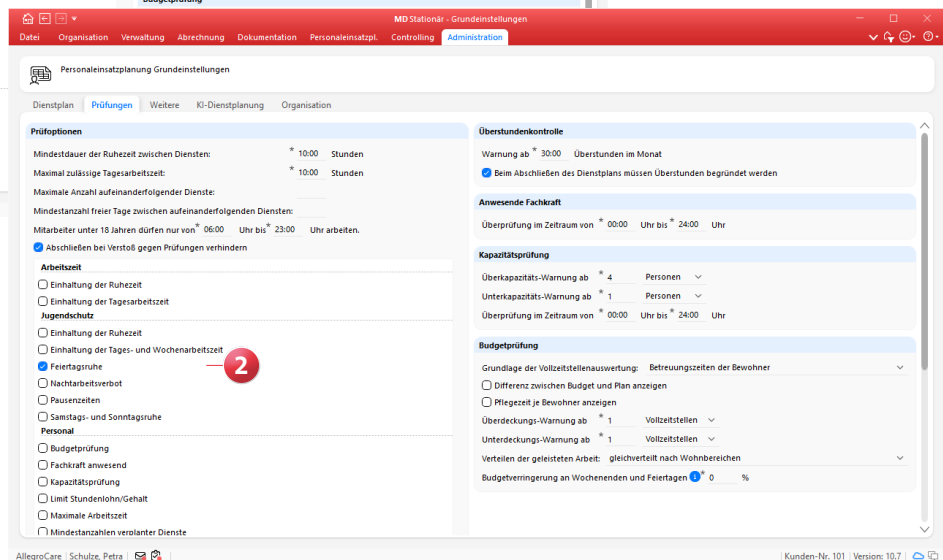 Budgetprüfung
MD Stationär - Grundeinstellungen
Datei Organisation Verwaltung Abrechnung Dokumentation Personaleinsatzpl. Controlling Administration
Personaleinsatzplanung Grundeinstellungen
Dienstplan Prüfungen Weitere KI-Dienstplanung Organisation
Prüfoptionen
Mindestdauer der Ruhezeit zwischen Diensten: * 10:00 Stunden
Maximal zulässige Tagesarbeitszeit: * 10:00 Stunden
Maximale Anzahl aufeinanderfolgender Dienste:
Mindestanzahl freier Tage zwischen aufeinanderfolgenden Diensten:
Mitarbeiter unter 18 Jahren dürfen nur von * 06:00 Uhr bis * 23:00 Uhr arbeiten.
Abschließen bei Verstoß gegen Prüfungen verhindern
Arbeitszeit
Einhaltung der Ruhezeit
Einhaltung der Tagesarbeitszeit
Jugendschutz
Einhaltung der Ruhezeit
Einhaltung der Tages- und Wochenarbeitszeit
Feiertagsruhe
2
Nachtarbeitsverbot
Pausenzeiten
Samstags- und Sonntagsruhe
Personal
Budgetprüfung
Fachkraft anwesend
Kapazitätsprüfung
Limit Stundenlohn/Gehalt
Maximale Arbeitszeit
Mindestanzahlen verplanter Dienste
Überstundenkontrolle
Warnung ab * 30:00 Überstunden im Monat
Beim Abschließen des Dienstplans müssen Überstunden begründet werden
Anwesende Fachkraft
Überprüfung im Zeitraum von * 00:00 Uhr bis * 24:00 Uhr
Kapazitätsprüfung
Überkapazitäts-Warnung ab * 4 Personen
Unterkapazitäts-Warnung ab * 1 Personen
Überprüfung im Zeitraum von * 00:00 Uhr bis * 24:00 Uhr
Budgetprüfung
Grundlage der Vollzeitstellenauswertung: Betreuungszeiten der Bewohner
Differenz zwischen Budget und Plan anzeigen
Pflegezeit je Bewohner anzeigen
Überdeckungs-Warnung ab * 1 Vollzeitstellen
Unterdeckungs-Warnung ab * 1 Vollzeitstellen
Verteilen der geleisteten Arbeit: gleichverteilt nach Wohnbereichen
Budgetverringerung an Wochenenden und Feiertagen * 0 %
AllegroCare Schulze, Petra
Kunden-Nr. 101 Version: 10.7